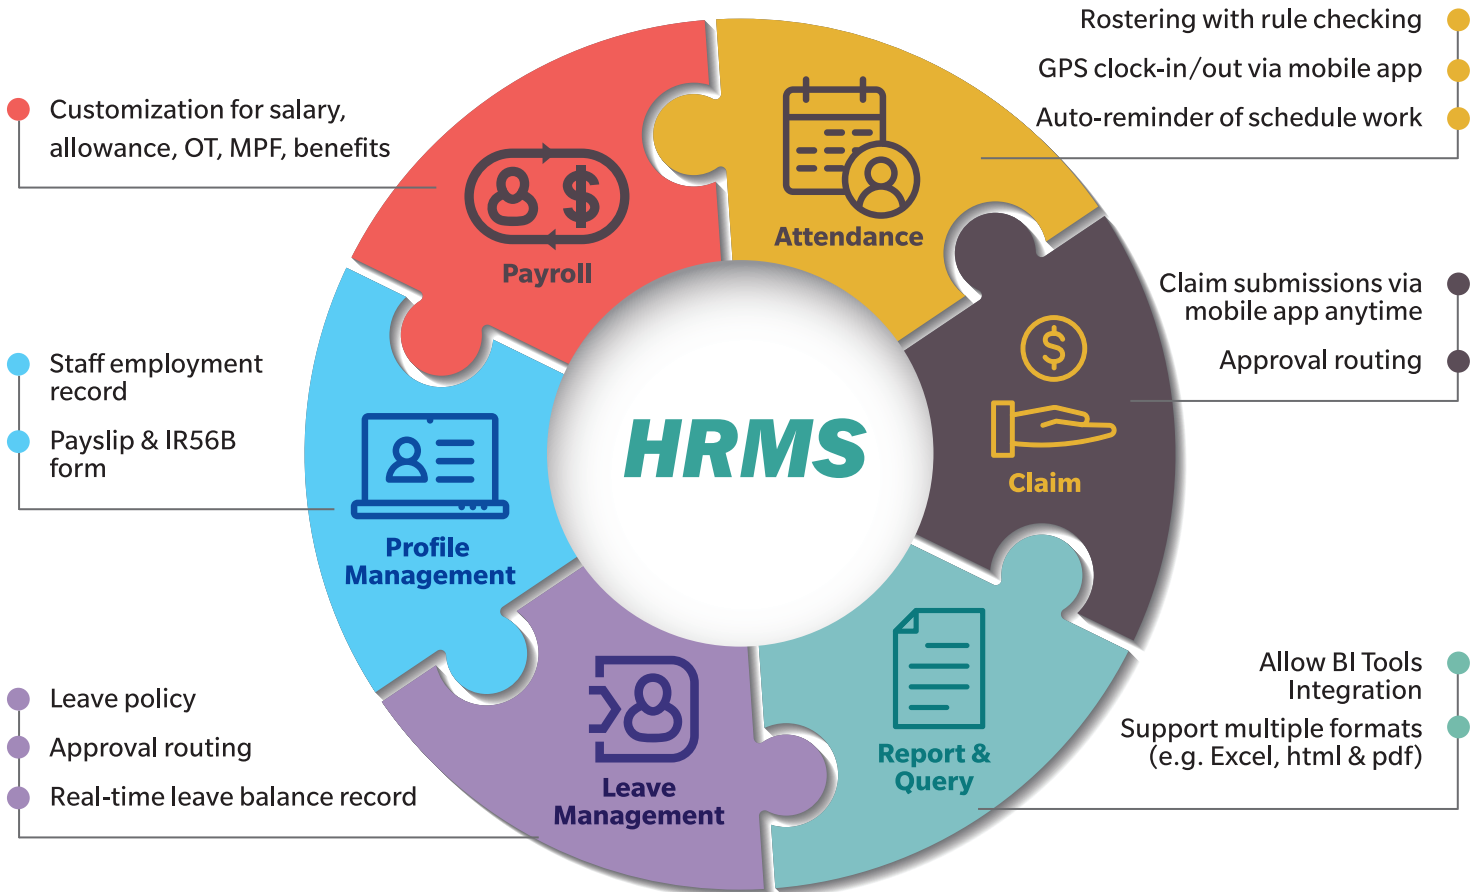 Customization for salary,
allowance, OT, MPF, benefits
Payroll
Rostering with rule checking
GPS clock-in/out via mobile app
Auto-reminder of schedule work
Attendance
Staff employment
record
Payslip & IR56B
form
Profile
Management
HRMS
Claim submissions via
mobile app anytime
Approval routing
Claim
Leave policy
Approval routing
Real-time leave balance record
Leave
Management
Allow BI Tools
Integration
Support multiple formats
(e.g. Excel, html & pdf)
Report &
Query